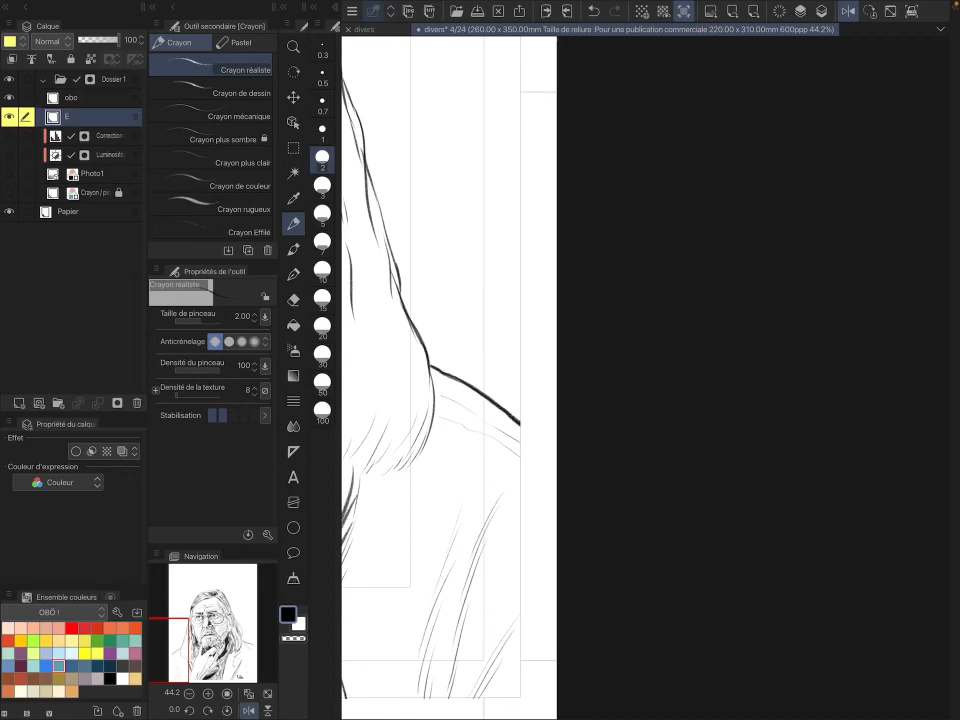 Calque
Outil secondaire [Crayon]
divers
divers* 4/24 (260.00 x 350.00mm Taille de reliure :Pour une publication commerciale 220.00 x 310.00mm 600ppp 44.2%)
Normal
100
Crayon
Pastel
Dossier 1
obo
E
Correction
Luminosit
Photo1
Crayon / pin
Papier
Crayon réaliste
Crayon de dessin
Crayon mécanique
Crayon plus sombre
Crayon plus clair
Crayon de couleur
Crayon rugueux
Crayon Effilé
0.3
0.5
0.7
1
2
3
5
7
10
15
20
30
50
100
Propriétés de l'outil
Crayon réaliste
Taille de pinceau 2.00
Anticrénelage
Densité du pinceau 100
Densité de la texture 8
Stabilisation
Propriété du calqu
Effet
Couleur d'expression
Couleur
Navigation
44.2
0.0
Ensemble couleurs
OBÖ !